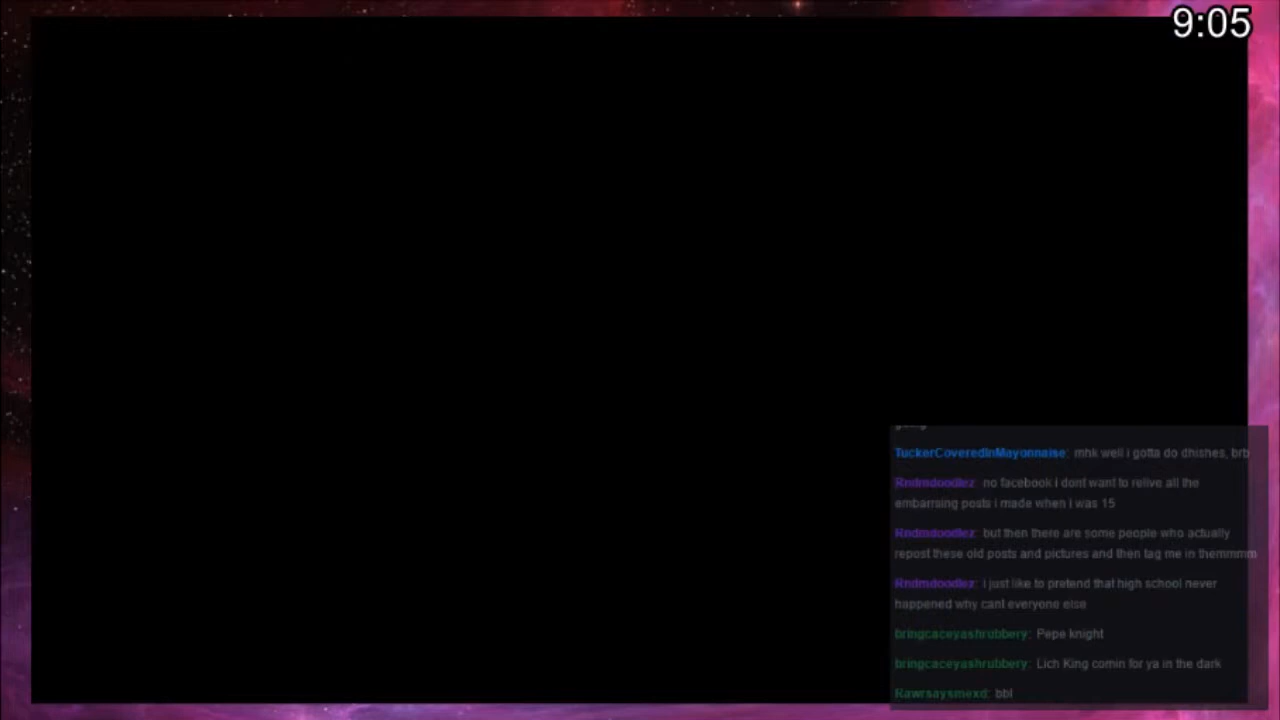 9:05
TuckerCoveredInMayonnaise: mhk well i gotta do dhishes, brb
Rndmdoodlez: no facebook i dont want to relive all the
embarrsing posts i made when i was 15
Rndmdoodlez: but then there are some people who actually
repost these old posts and pictures and then tag me in themmmm
Rndmdoodlez: i just like to pretend that high school never
happened why cant everyone else
bringcaceyashrubbery: Pepe knight
bringcaceyashrubbery: Lich King comin for ya in the dark
Rawrsaysmexd: bbl